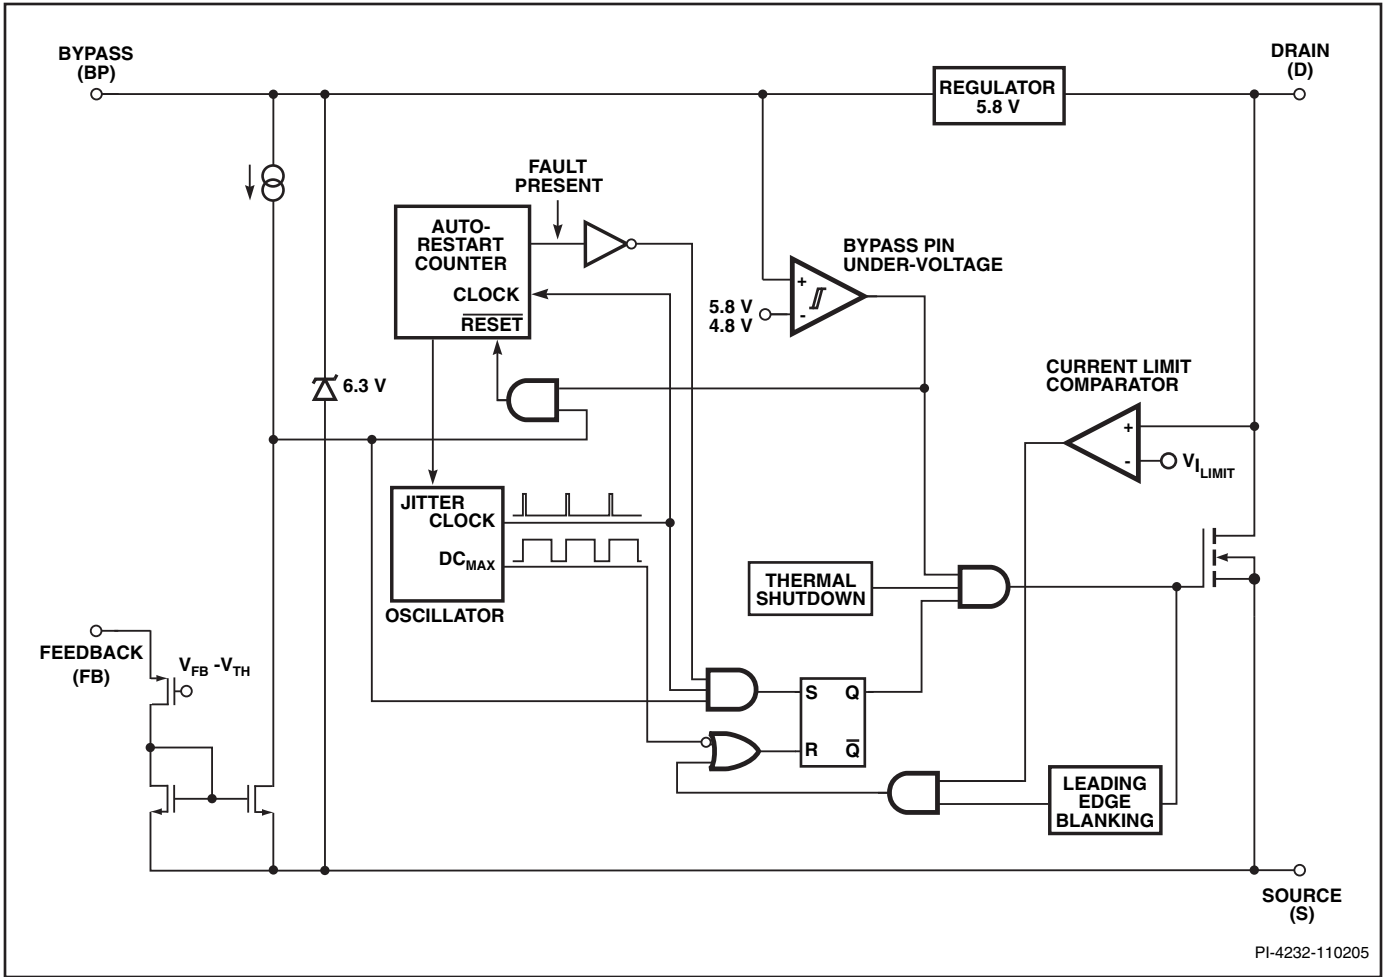 BYPASS
(BP)
DRAIN
(D)
REGULATOR
5.8 V
FAULT
PRESENT
AUTO-
RESTART
COUNTER
CLOCK
RESET
BYPASS PIN
UNDER-VOLTAGE
+
-
5.8 V
4.8 V
6.3 V
CURRENT LIMIT
COMPARATOR
+
-
VILIMIT
JITTER
CLOCK
DCMAX
OSCILLATOR
THERMAL
SHUTDOWN
FEEDBACK
(FB)
VFB -VTH
S Q
R Q
LEADING
EDGE
BLANKING
SOURCE
(S)
PI-4232-110205